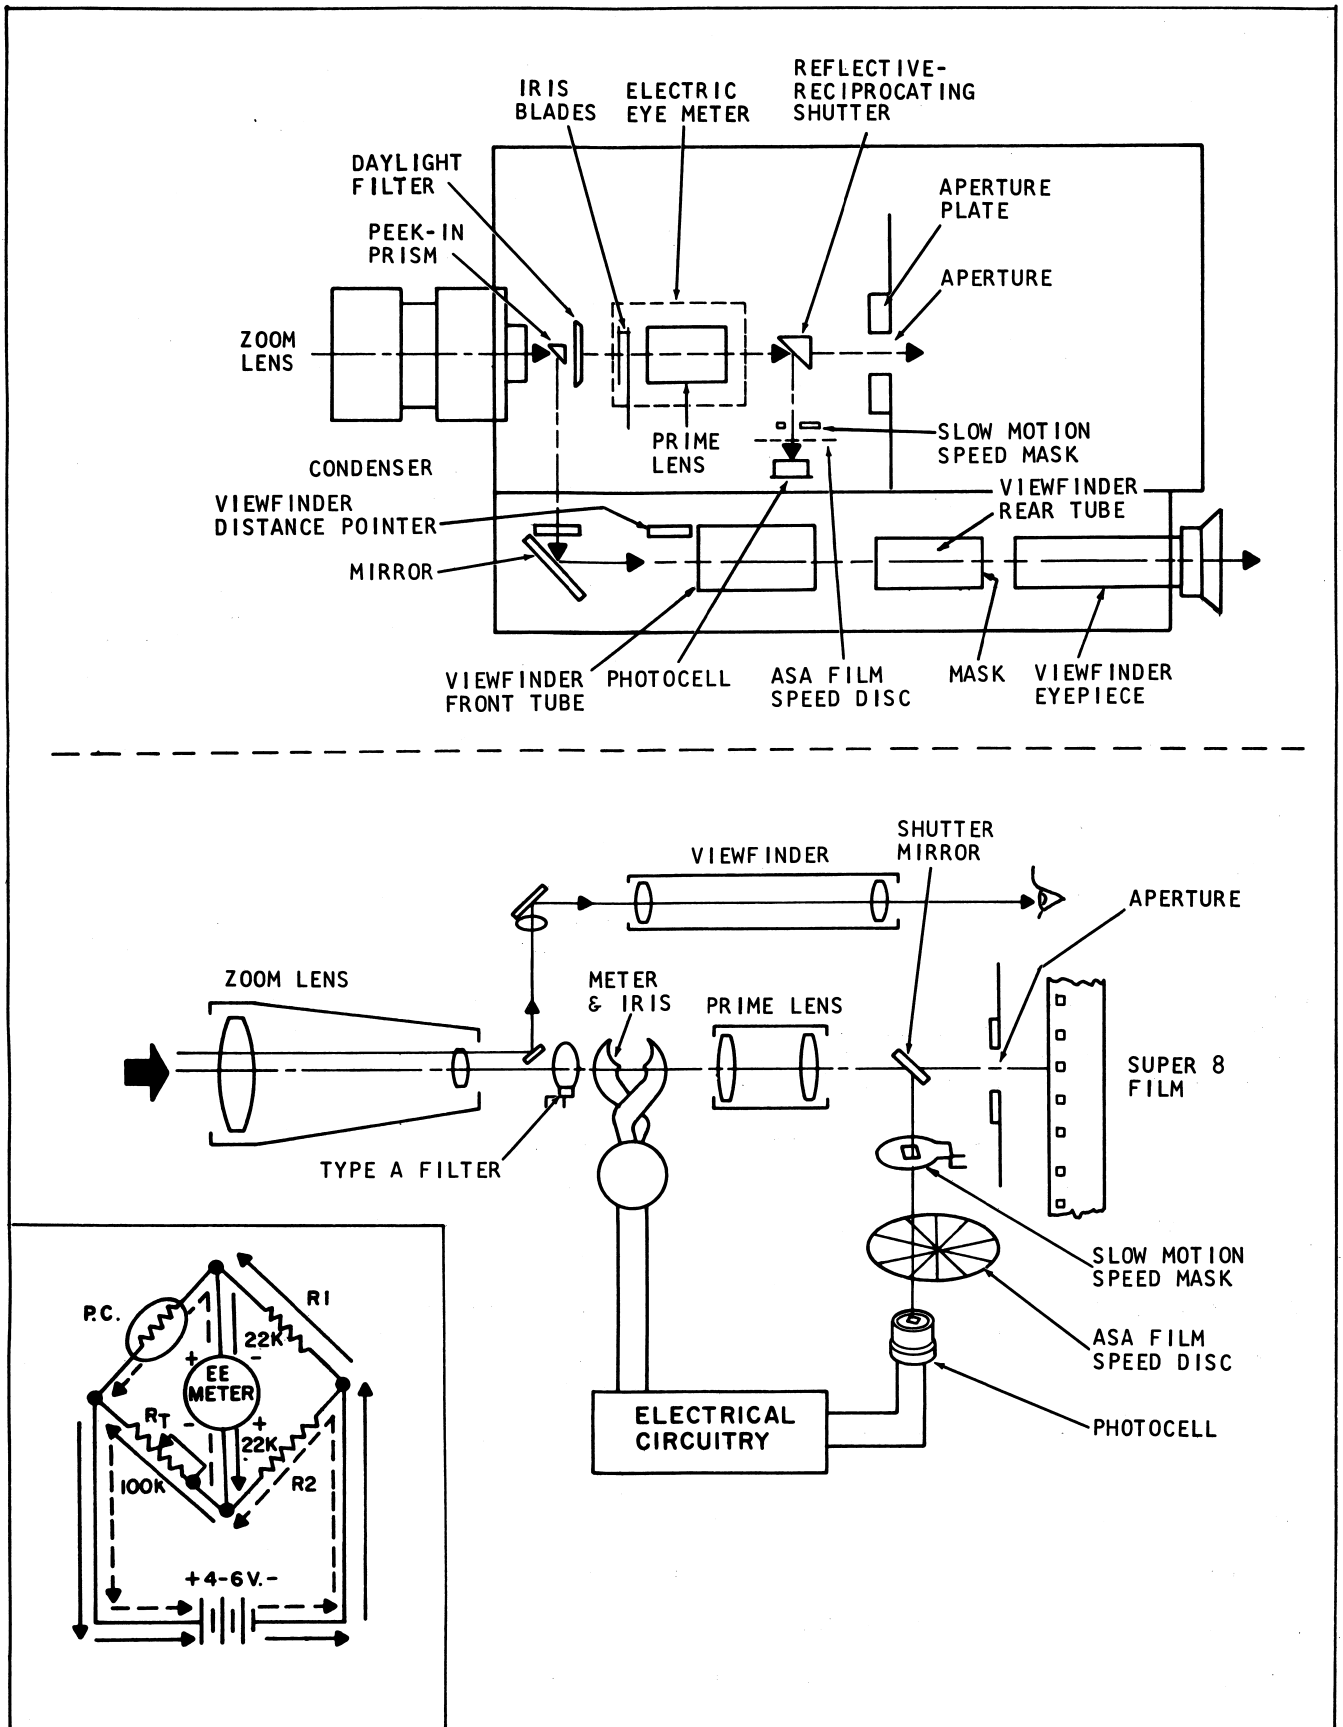 IRIS
BLADES
ELECTRIC
EYE METER
REFLECTIVE-
RECIPROCATING
SHUTTER
DAYLIGHT
FILTER
PEEK-IN
PRISM
APERTURE
PLATE
APERTURE
ZOOM
LENS
PRIME
LENS
SLOW MOTION
SPEED MASK
CONDENSER
VIEWFINDER
DISTANCE POINTER
VIEWFINDER
REAR TUBE
MIRROR
VIEWFINDER
FRONT TUBE
PHOTOCELL
ASA FILM
SPEED DISC
MASK
VIEWFINDER
EYEPIECE
SHUTTER
MIRROR
VIEWFINDER
APERTURE
ZOOM LENS
METER
& IRIS
PRIME LENS
SUPER 8
FILM
TYPE A FILTER
SLOW MOTION
SPEED MASK
ASA FILM
SPEED DISC
PHOTOCELL
ELECTRICAL
CIRCUITRY
P.C.
R1
22K
+ -
EE
METER
RT
- +
22K
100K
R2
+4-6V.-